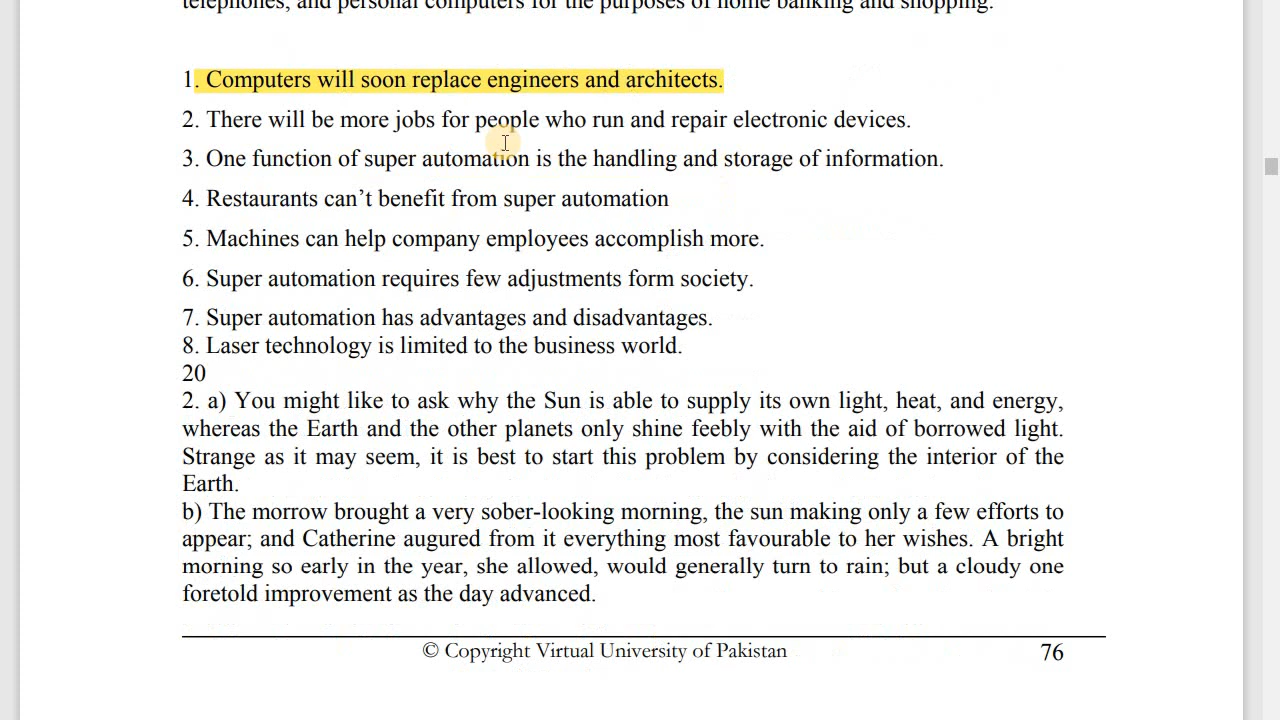 telephones, and personal computers for the purposes of home banking and shopping.
1. Computers will soon replace engineers and architects.
2. There will be more jobs for people who run and repair electronic devices.
3. One function of super automation is the handling and storage of information.
4. Restaurants can’t benefit from super automation
5. Machines can help company employees accomplish more.
6. Super automation requires few adjustments form society.
7. Super automation has advantages and disadvantages.
8. Laser technology is limited to the business world.
20
2. a) You might like to ask why the Sun is able to supply its own light, heat, and energy,
whereas the Earth and the other planets only shine feebly with the aid of borrowed light.
Strange as it may seem, it is best to start this problem by considering the interior of the
Earth.
b) The morrow brought a very sober-looking morning, the sun making only a few efforts to
appear; and Catherine augured from it everything most favourable to her wishes. A bright
morning so early in the year, she allowed, would generally turn to rain; but a cloudy one
foretold improvement as the day advanced.
© Copyright Virtual University of Pakistan 76